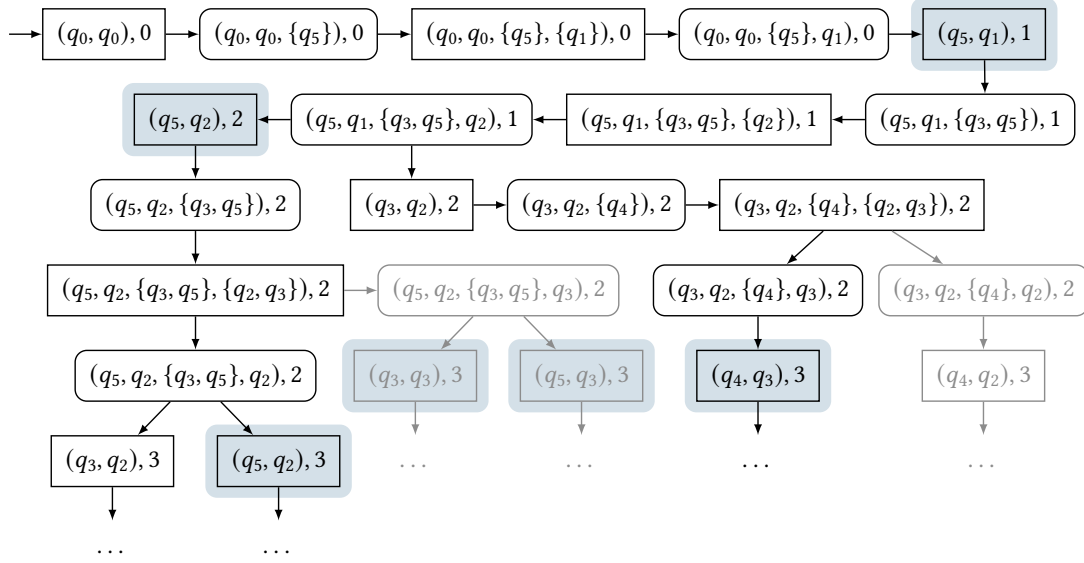 (q₀, q₀), 0
(q₀, q₀, {q₅}), 0
(q₀, q₀, {q₅}, {q₁}), 0
(q₀, q₀, {q₅}, q₁), 0
(q₅, q₁), 1
(q₅, q₂), 2
(q₅, q₁, {q₃, q₅}, q₂), 1
(q₅, q₁, {q₃, q₅}, {q₂}), 1
(q₅, q₁, {q₃, q₅}), 1
(q₅, q₂, {q₃, q₅}), 2
(q₃, q₂), 2
(q₃, q₂, {q₄}), 2
(q₃, q₂, {q₄}, {q₂, q₃}), 2
(q₅, q₂, {q₃, q₅}, {q₂, q₃}), 2
(q₅, q₂, {q₃, q₅}, q₃), 2
(q₃, q₂, {q₄}, q₃), 2
(q₃, q₂, {q₄}, q₂), 2
(q₅, q₂, {q₃, q₅}, q₂), 2
(q₃, q₃), 3
(q₅, q₃), 3
(q₄, q₃), 3
(q₄, q₂), 3
(q₃, q₂), 3
(q₅, q₂), 3
...
...
...
...
...
...